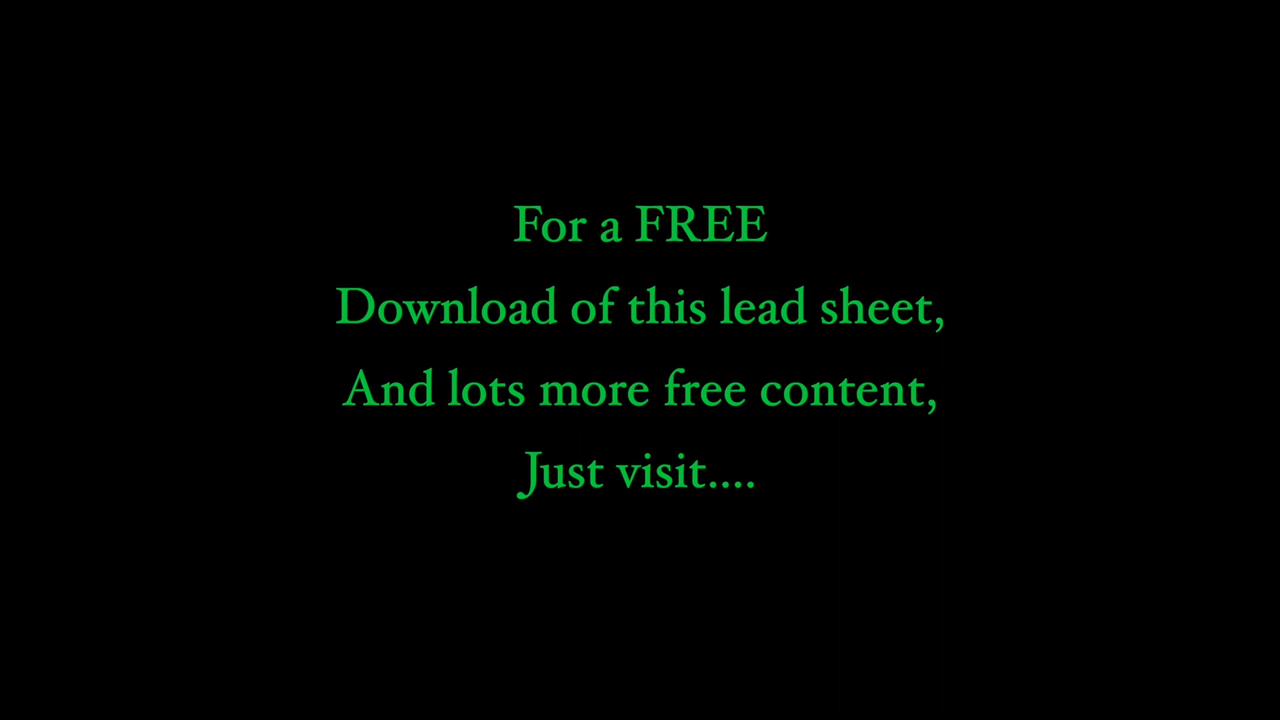 For a FREE
Download of this lead sheet,
And lots more free content,
Just visit....